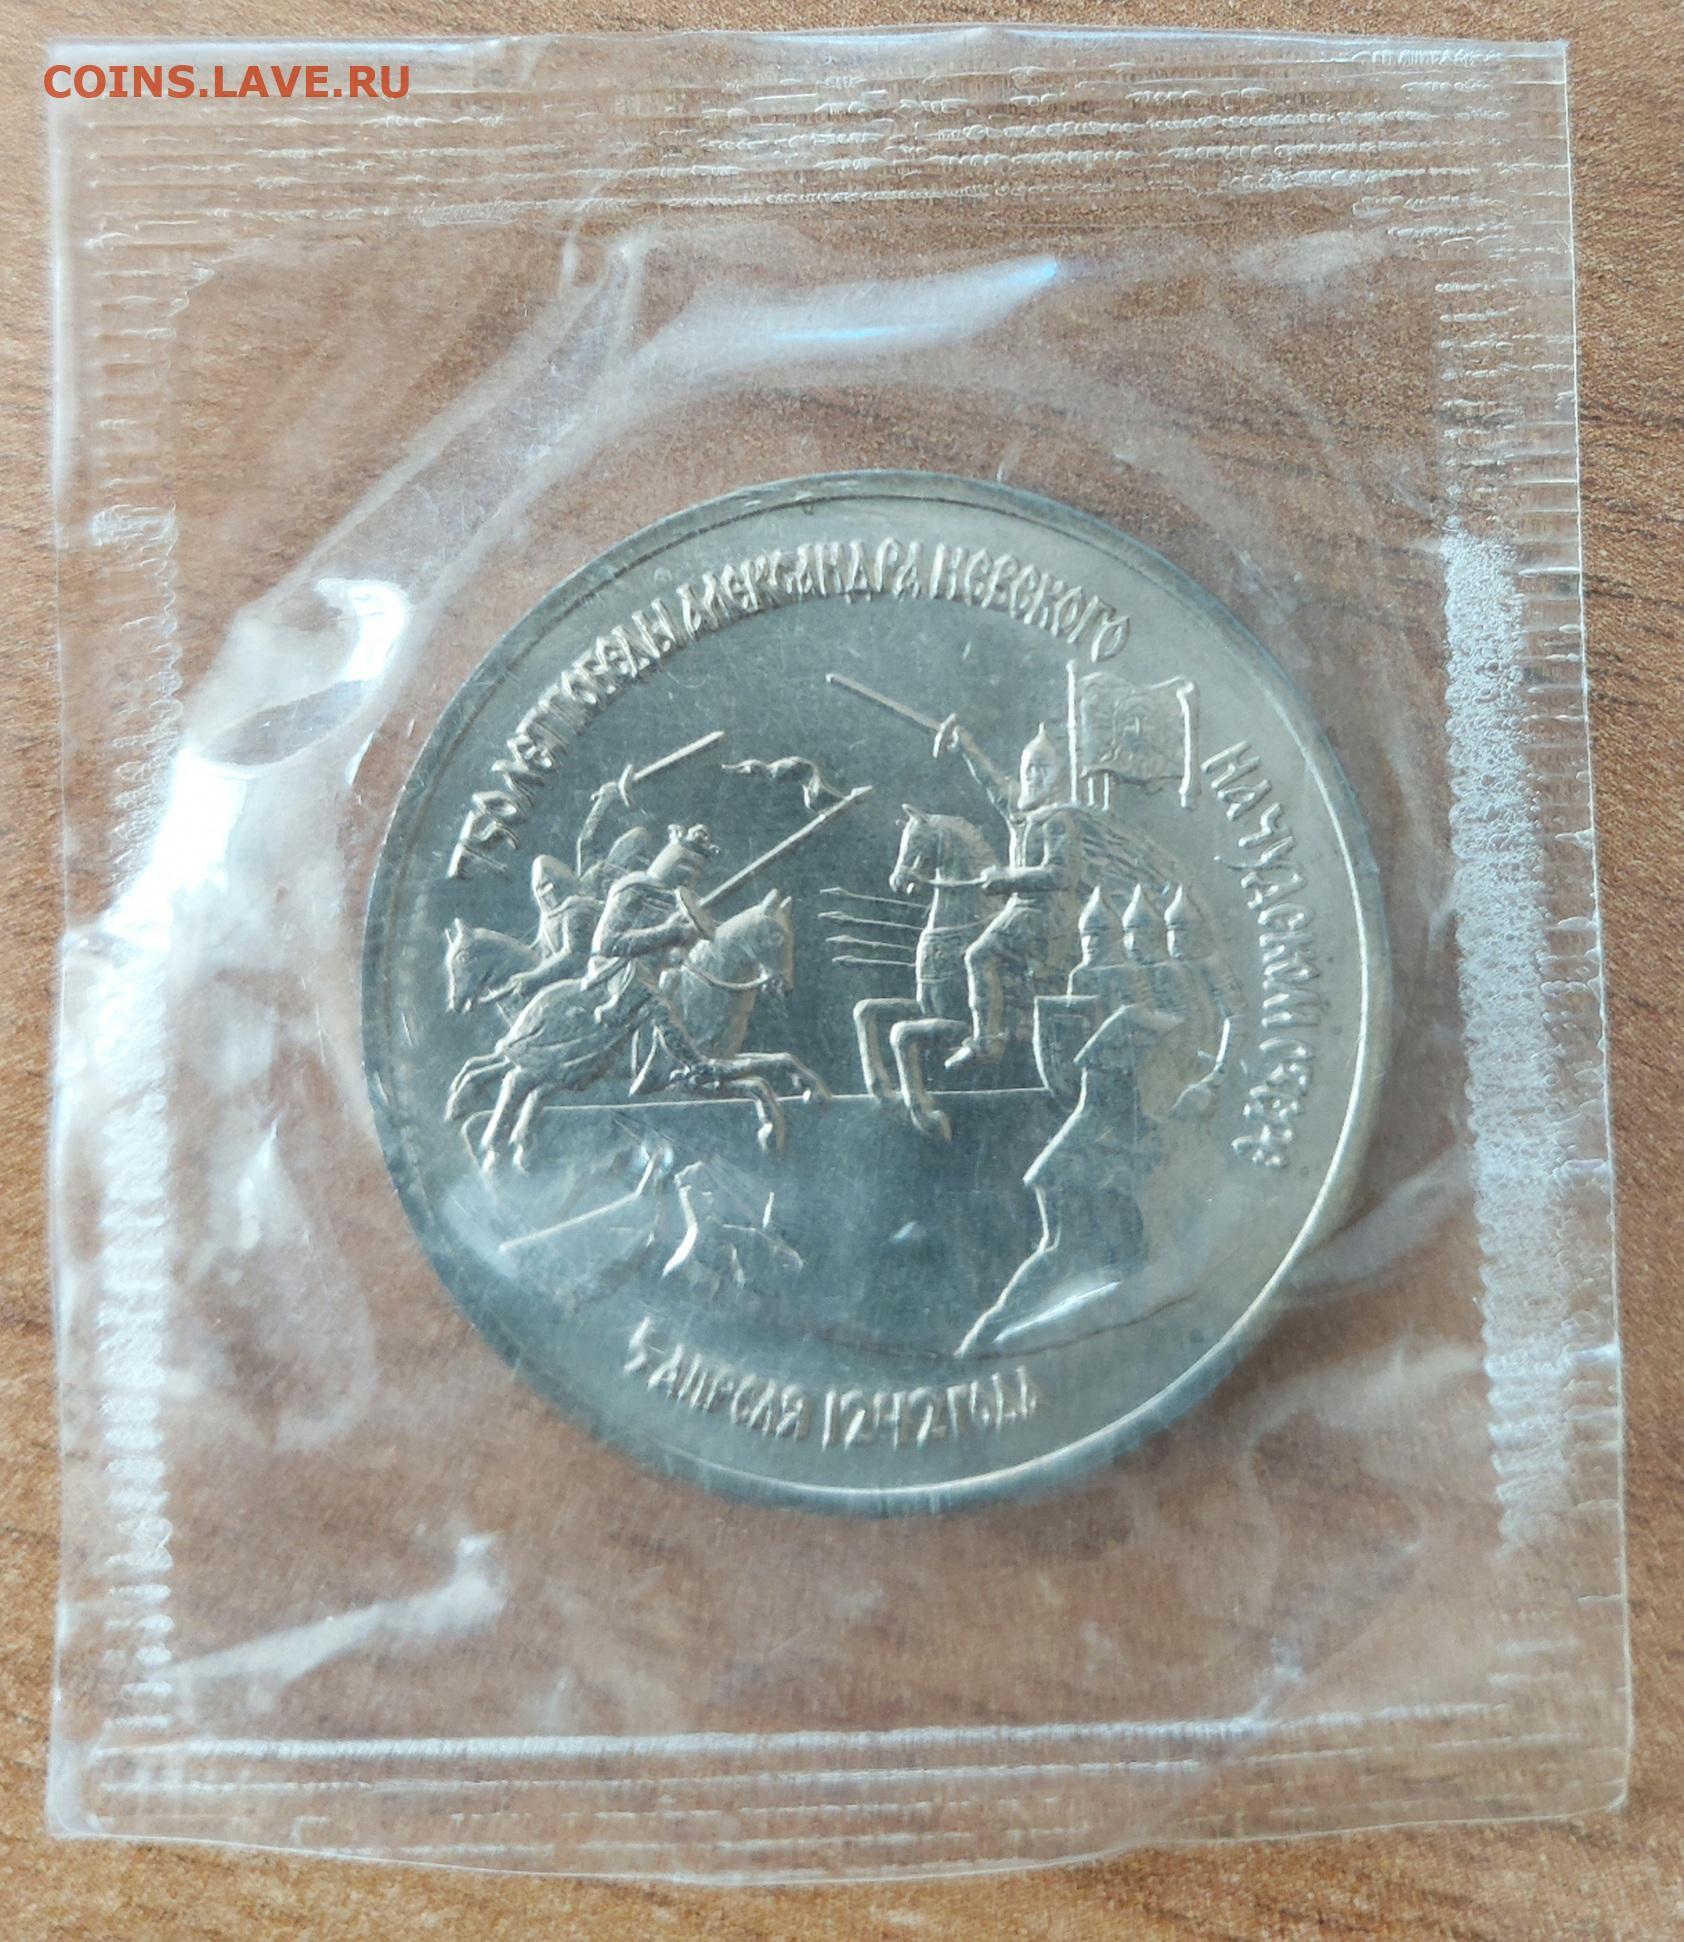 COINS.LAVE.RU
750 ЛЕТ ПОБЕДЫ АЛЕКСАНДРА НЕВСКОГО
НА ЧУДСКОМ ОЗЕРЕ
5 АПРЕЛЯ 1242 ГОДА